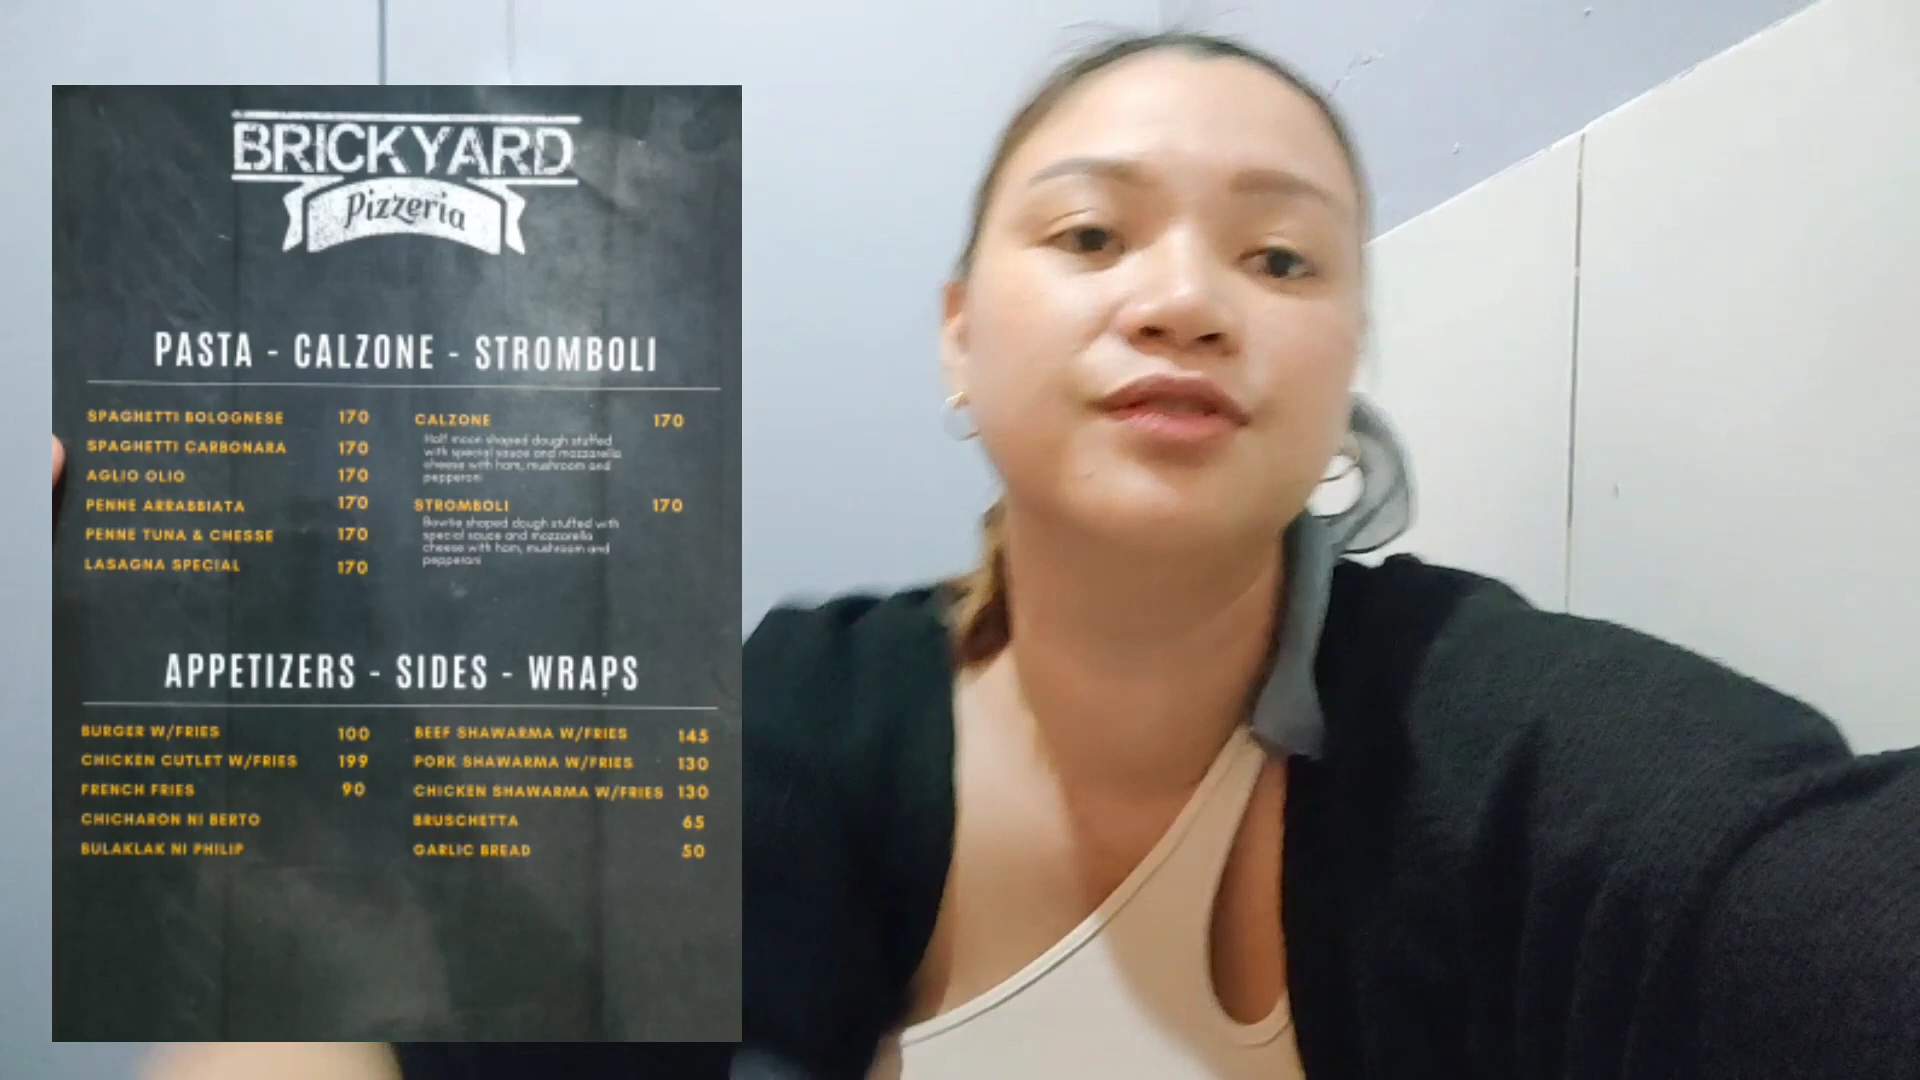 BRICKYARD
Pizzeria
PASTA - CALZONE - STROMBOLI
SPAGHETTI BOLOGNESE 170
SPAGHETTI CARBONARA 170
AGLIO OLIO 170
PENNE ARRABBIATA 170
PENNE TUNA & CHESSE 170
LASAGNA SPECIAL 170
CALZONE 170
Half moon shaped dough stuffed
with special sauce and mozzarella
cheese with ham, mushroom and
pepperoni
STROMBOLI 170
Bowtie shaped dough stuffed with
special sauce and mozzarella
cheese with ham, mushroom and
pepperoni
APPETIZERS - SIDES - WRAPS
BURGER W/FRIES 100
CHICKEN CUTLET W/FRIES 199
FRENCH FRIES 90
CHICHARON NI BERTO
BULAKLAK NI PHILIP
BEEF SHAWARMA W/FRIES 145
PORK SHAWARMA W/FRIES 130
CHICKEN SHAWARMA W/FRIES 130
BRUSCHETTA 65
GARLIC BREAD 50